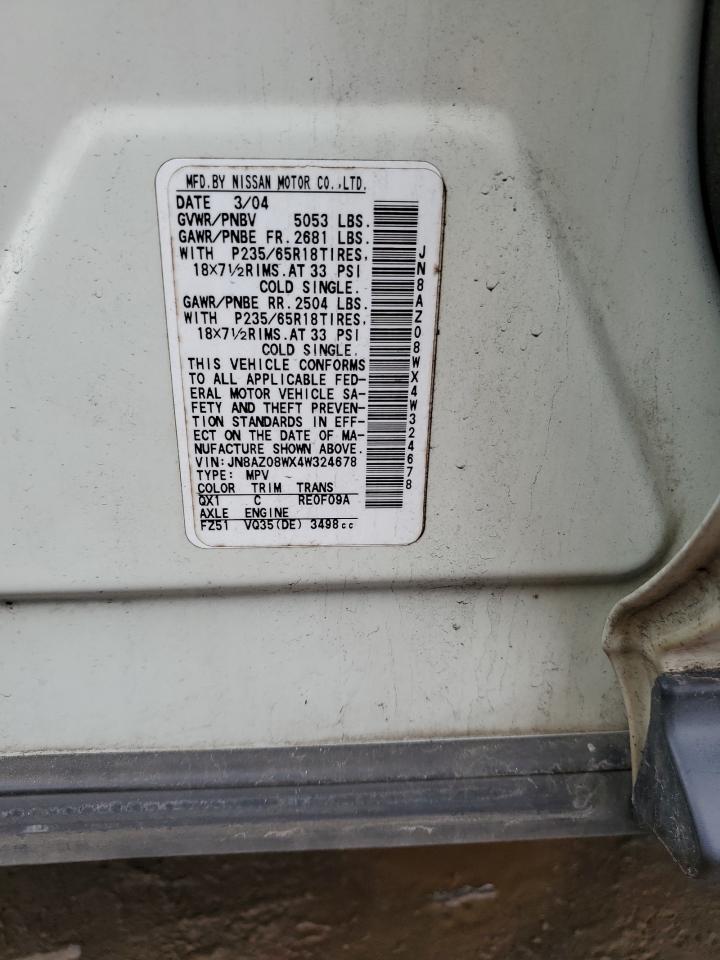 MFD.BY NISSAN MOTOR CO.,LTD.
DATE 3/04
GVWR/PNBV 5053 LBS.
GAWR/PNBE FR. 2681 LBS.
WITH P235/65R18TIRES,
18×7½RIMS. AT 33 PSI
COLD SINGLE.
GAWR/PNBE RR. 2504 LBS.
WITH P235/65R18TIRES,
18×7½RIMS. AT 33 PSI
COLD SINGLE.
THIS VEHICLE CONFORMS
TO ALL APPLICABLE FED-
ERAL MOTOR VEHICLE SA-
FETY AND THEFT PREVEN-
TION STANDARDS IN EFF-
ECT ON THE DATE OF MA-
NUFACTURE SHOWN ABOVE.
VIN:JN8AZ08WX4W324678
TYPE: MPV
COLOR TRIM TRANS
QX1 C RE0F09A
AXLE ENGINE
FZ51 VQ35(DE) 3498cc
JN8AZ08WX4W324678